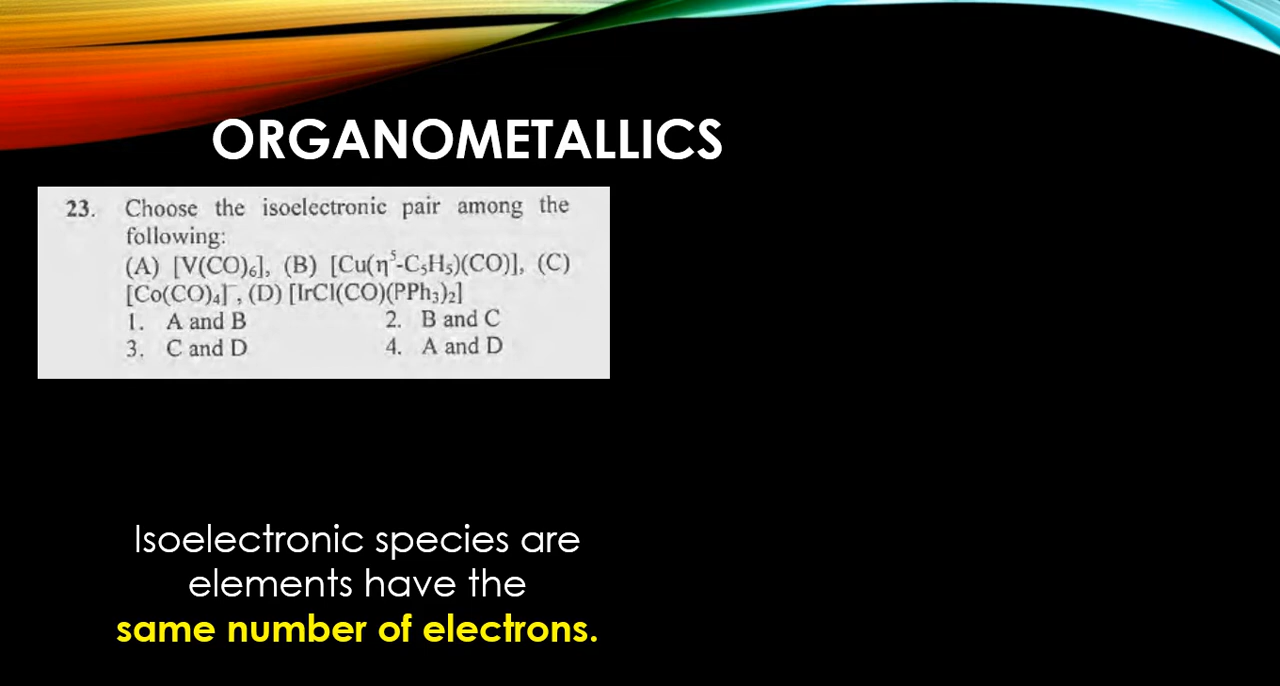 ORGANOMETALLICS
23. Choose the isoelectronic pair among the
following:
(A) [V(CO)₆], (B) [Cu(η⁵-C₅H₅)(CO)], (C)
[Co(CO)₄]⁻, (D) [IrCl(CO)(PPh₃)₂]
1. A and B 2. B and C
3. C and D 4. A and D
Isoelectronic species are
elements have the
same number of electrons.